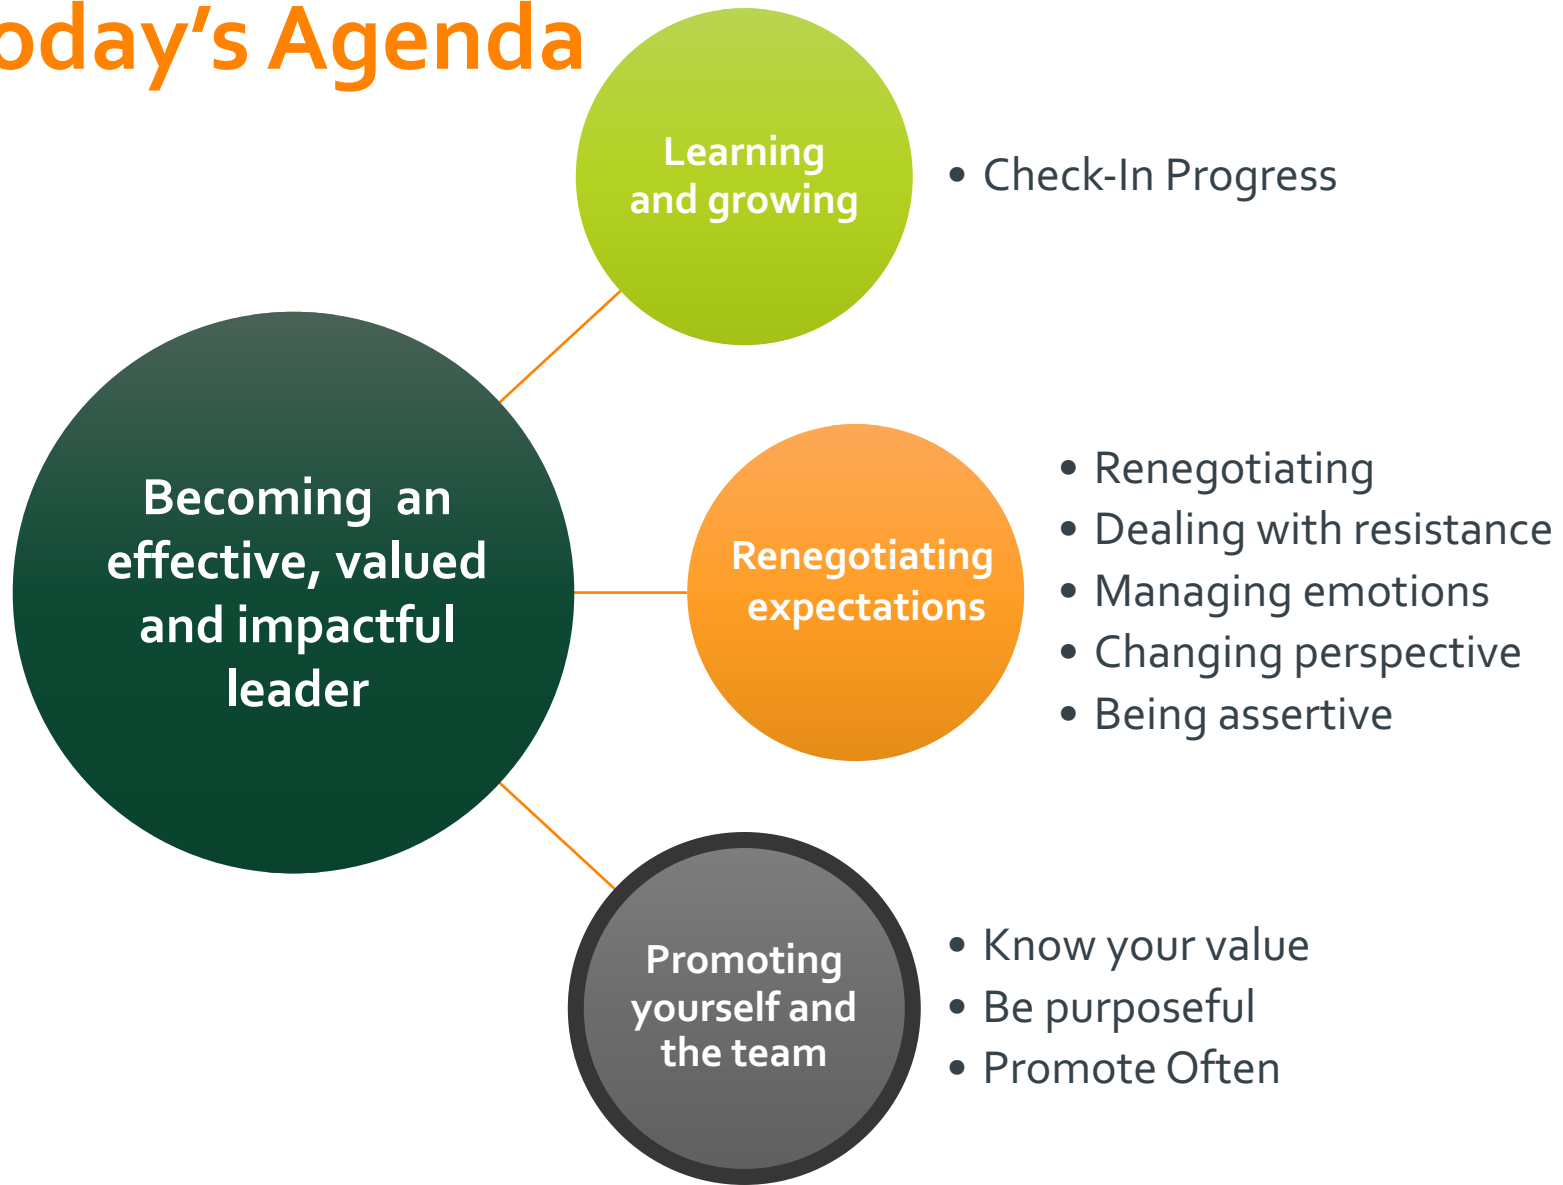 oday's Agenda
Learning
and growing
• Check-In Progress
Becoming an
effective, valued
and impactful
leader
Renegotiating
expectations
• Renegotiating
• Dealing with resistance
• Managing emotions
• Changing perspective
• Being assertive
Promoting
yourself and
the team
• Know your value
• Be purposeful
• Promote Often